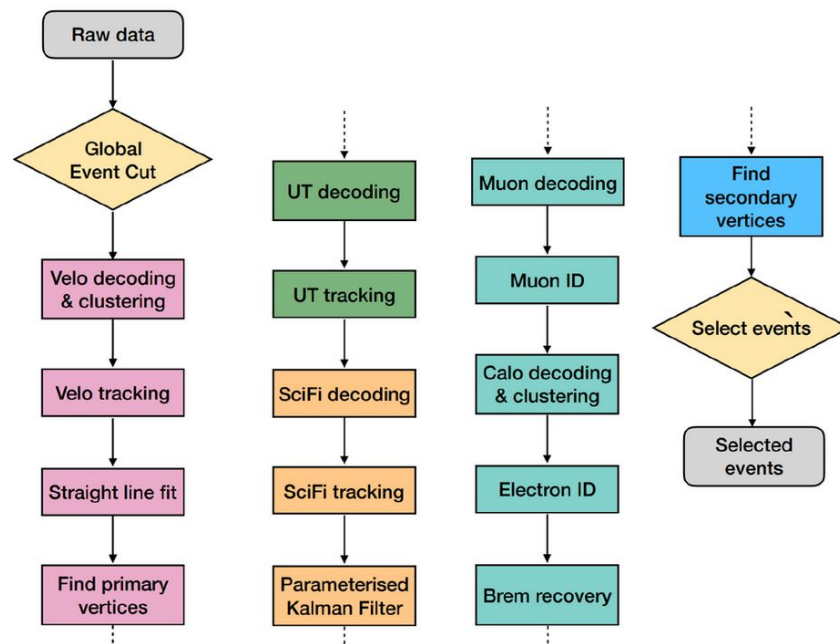 Raw data
Global
Event Cut
Velo decoding
& clustering
Velo tracking
Straight line fit
Find primary
vertices
UT decoding
UT tracking
SciFi decoding
SciFi tracking
Parameterised
Kalman Filter
Muon decoding
Muon ID
Calo decoding
& clustering
Electron ID
Brem recovery
Find
secondary
vertices
Select events
Selected
events